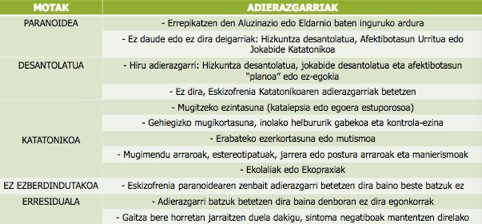 MOTAK ADIERAZGARRIAK
PARANOIDEA - Errepikatzen den Aluzinazio edo Eldarnio baten inguruko ardura
- Ez daude edo ez dira deigarriak: Hizkuntza desantolatua, Afektibotasun Urritua edo
Jokabide Katatonikoa
DESANTOLATUA - Hiru adierazgarri: Hizkuntza desantolatua, jokabide desantolatua eta afektibotasun
“planoa” edo ez-egokia
- Ez dira, Eskizofrenia Katatonikoaren adierazgarriak betetzen
KATATONIKOA
- Mugitzeko ezintasuna (katalepsia edo egoera estuporosoa)
- Gehiegizko mugikortasuna, inolako helbururik gabekoa eta kontrola-ezina
- Erabateko ezerkortasuna edo mutismoa
- Mugimendu arraroak, estereotipatuak, jarrera edo postura arraroak eta manierismoak
- Ekolaliak edo Ekopraxiak
EZ EZBERDINDUTAKOA - Eskizofrenia paranoidearen zenbait adierazgarri betetzen dira baino beste batzuk ez
ERRESIDUALA - Adierazgarri batzuk betetzen dira baina denboran ez dira egonkorrak
- Gaitza bere horretan jarraitzen duela dakigu, sintoma negatiboak mantentzen direlako